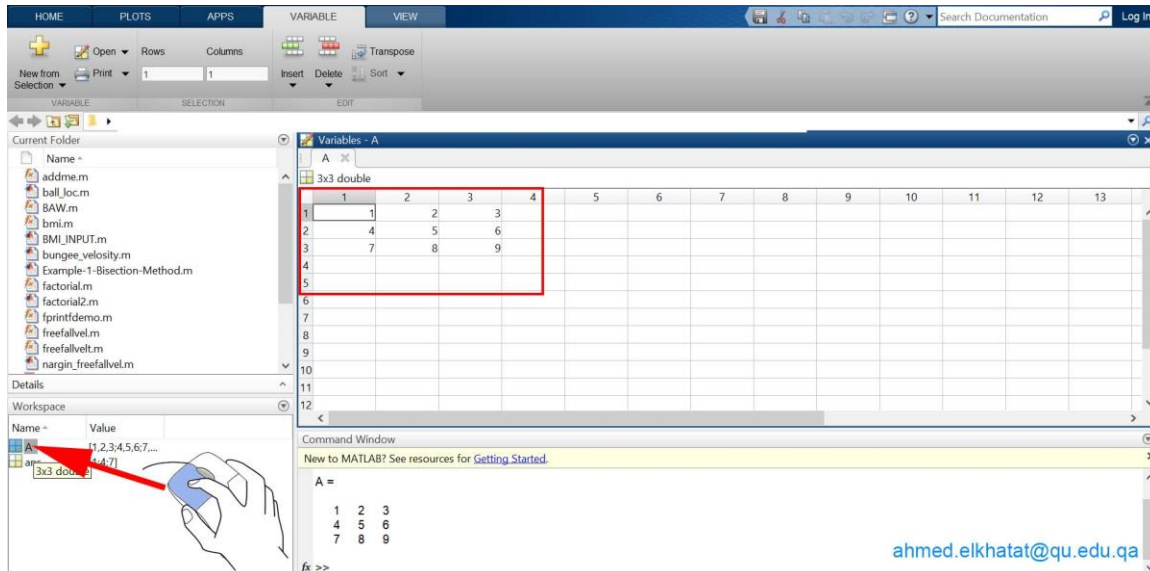 HOME PLOTS APPS VARIABLE VIEW Search Documentation Log In
New from Selection Open Print Rows Columns Insert Delete Transpose Sort
1 1
VARIABLE SELECTION EDIT
Current Folder
Name
addme.m
ball_loc.m
BAW.m
bmi.m
BMI_INPUT.m
bungee_velosity.m
Example-1-Bisection-Method.m
factorial.m
factorial2.m
fprintfdemo.m
freefallvel.m
freefallvelt.m
nargin_freefallvel.m
Details
Workspace
Name Value
A [1,2,3;4,5,6;7,...
3x3 double
Variables - A
A
3x3 double
1 2 3 4 5 6 7 8 9 10 11 12 13
1 1 2 3
2 4 5 6
3 7 8 9
4
5
6
7
8
9
10
11
12
Command Window
New to MATLAB? See resources for Getting Started.
A =
1 2 3
4 5 6
7 8 9
fx >>
ahmed.elkhatat@qu.edu.qa